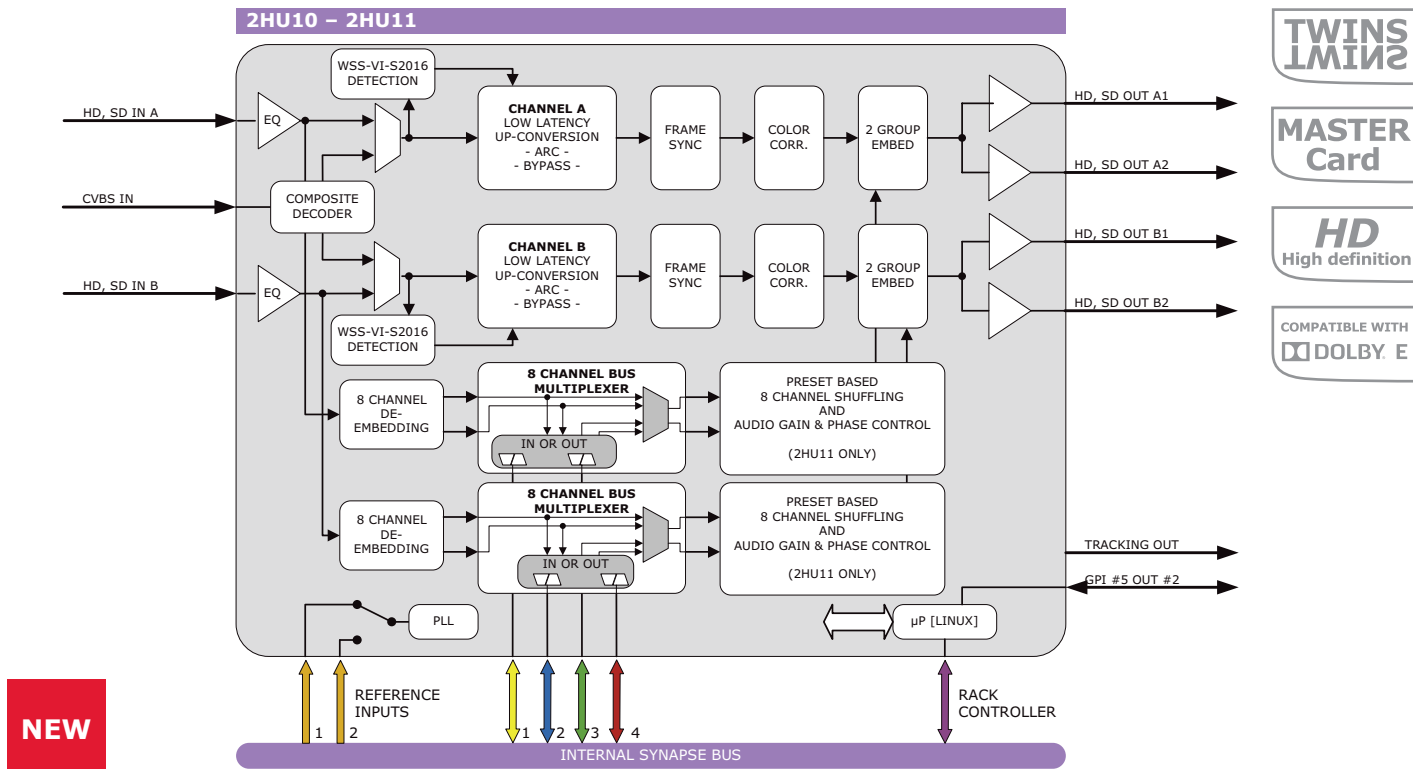 2HU10 – 2HU11
TWINS
TWINS
MASTER
Card
HD
High definition
COMPATIBLE WITH
DOLBY E
HD, SD IN A
CVBS IN
HD, SD IN B
EQ
EQ
WSS-VI-S2016
DETECTION
COMPOSITE
DECODER
WSS-VI-S2016
DETECTION
CHANNEL A
LOW LATENCY
UP-CONVERSION
- ARC -
- BYPASS -
FRAME
SYNC
COLOR
CORR.
2 GROUP
EMBED
HD, SD OUT A1
HD, SD OUT A2
CHANNEL B
LOW LATENCY
UP-CONVERSION
- ARC -
- BYPASS -
FRAME
SYNC
COLOR
CORR.
2 GROUP
EMBED
HD, SD OUT B1
HD, SD OUT B2
8 CHANNEL
DE-
EMBEDDING
8 CHANNEL BUS
MULTIPLEXER
IN OR OUT
PRESET BASED
8 CHANNEL SHUFFLING
AND
AUDIO GAIN & PHASE CONTROL
(2HU11 ONLY)
8 CHANNEL
DE-
EMBEDDING
8 CHANNEL BUS
MULTIPLEXER
IN OR OUT
PRESET BASED
8 CHANNEL SHUFFLING
AND
AUDIO GAIN & PHASE CONTROL
(2HU11 ONLY)
TRACKING OUT
GPI #5 OUT #2
PLL
µP [LINUX]
REFERENCE
INPUTS
1 2
1 2 3 4
RACK
CONTROLLER
INTERNAL SYNAPSE BUS
NEW